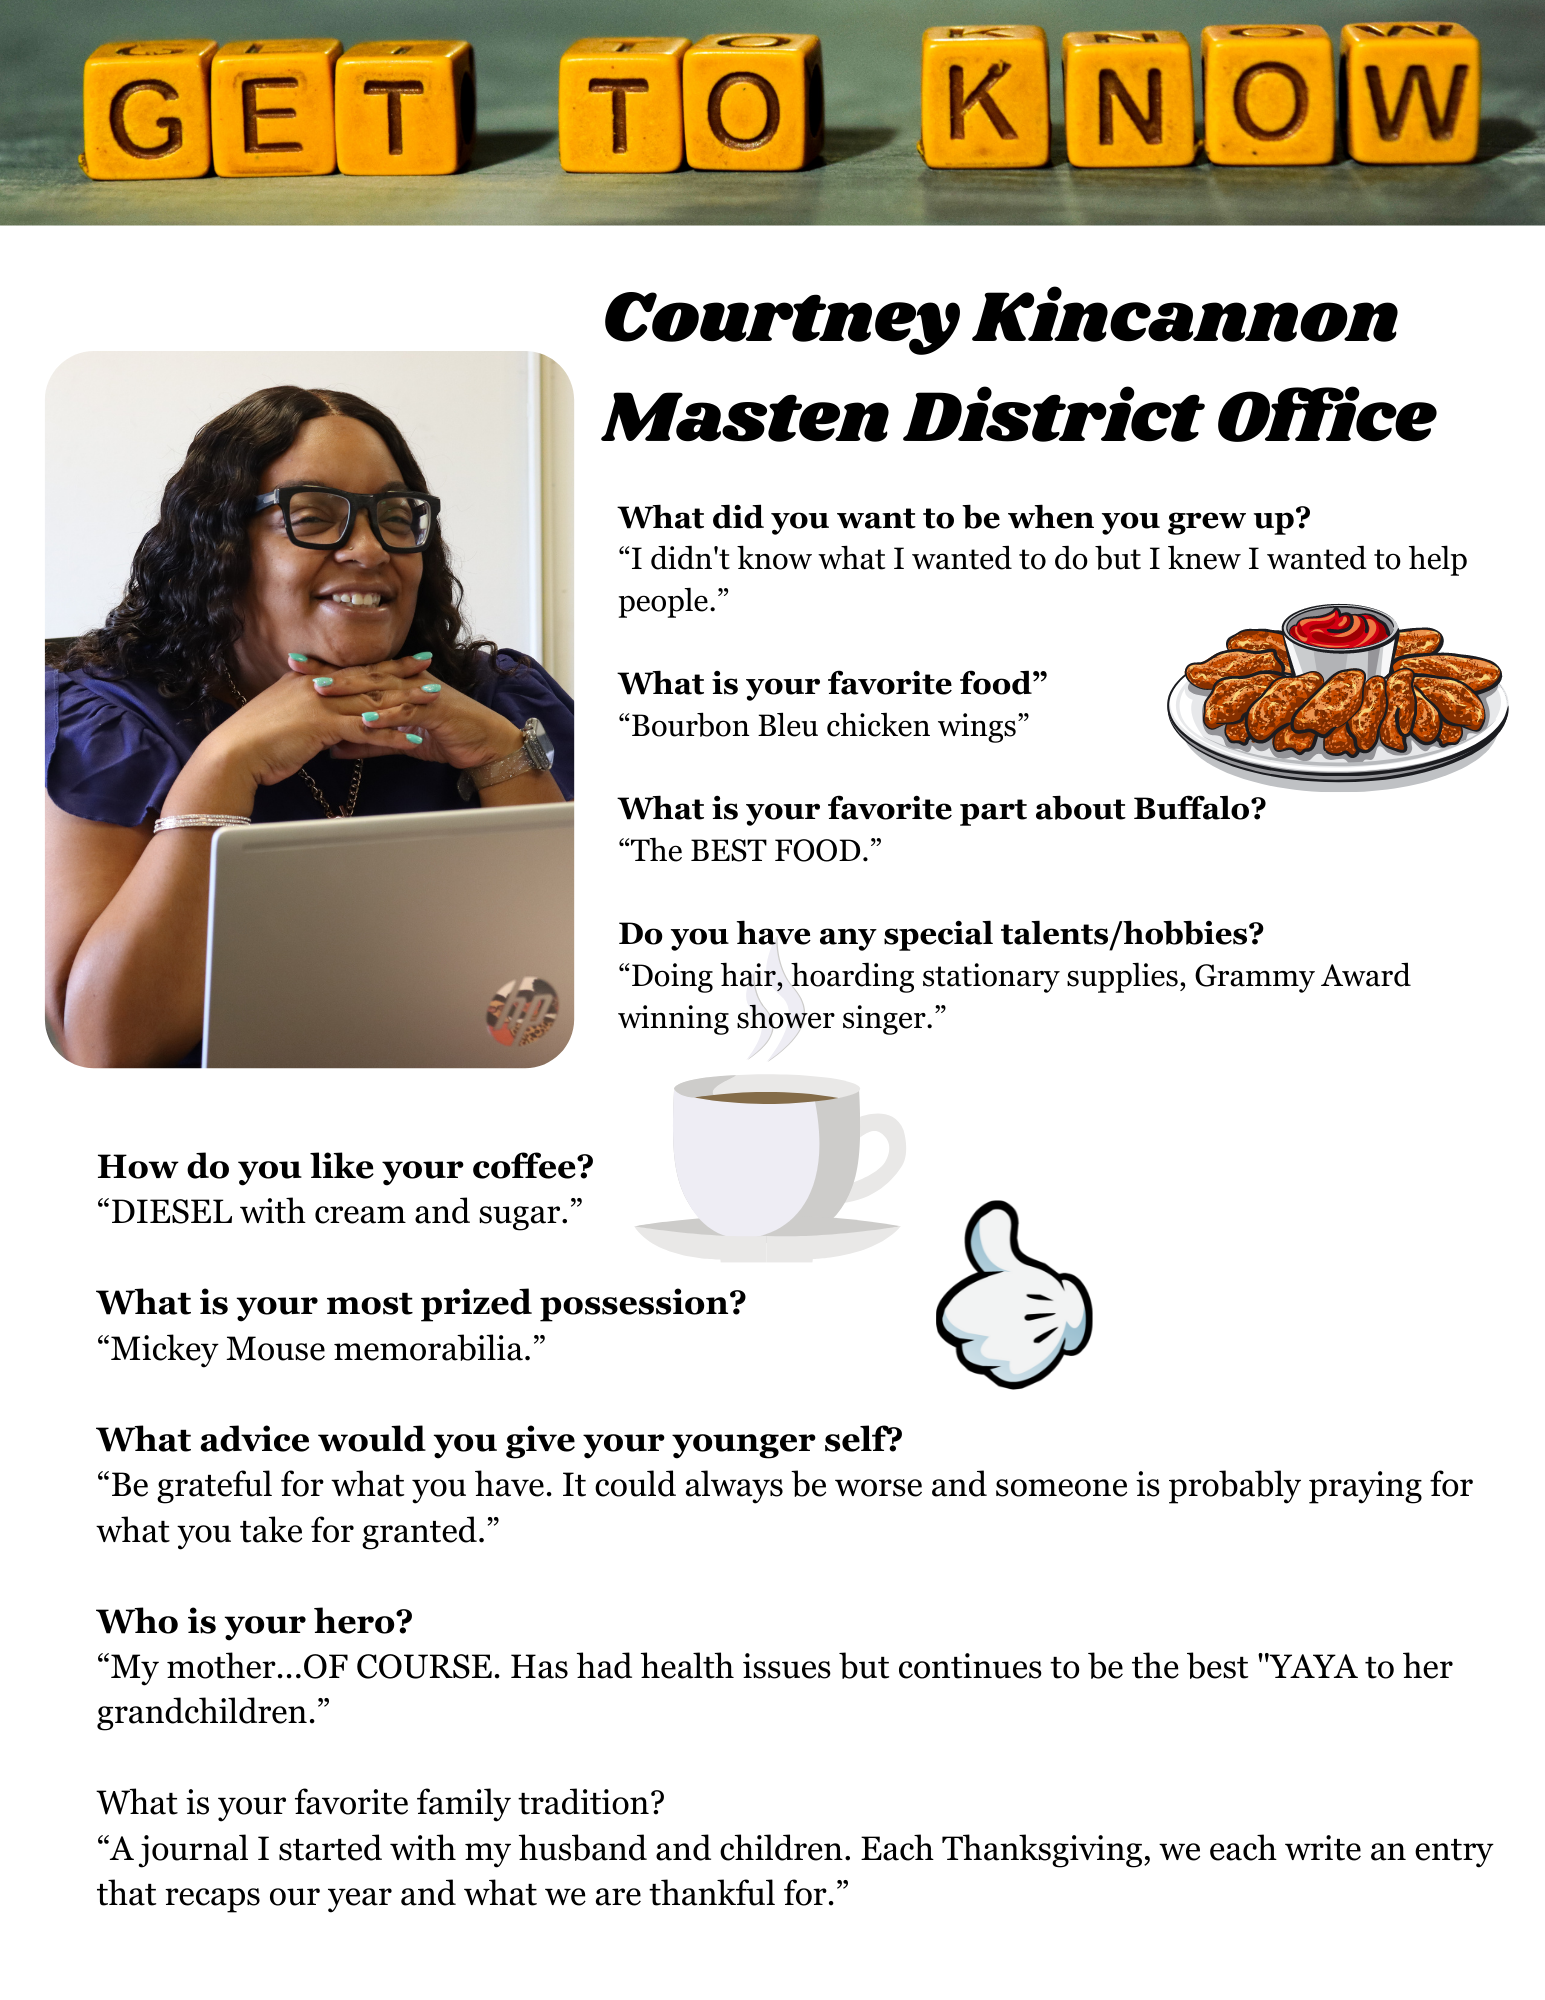 GET TO KNOW
Courtney Kincannon
Masten District Office
What did you want to be when you grew up?
“I didn't know what I wanted to do but I knew I wanted to help
people.”
What is your favorite food”
“Bourbon Bleu chicken wings”
What is your favorite part about Buffalo?
“The BEST FOOD.”
Do you have any special talents/hobbies?
“Doing hair, hoarding stationary supplies, Grammy Award
winning shower singer.”
hp
How do you like your coffee?
“DIESEL with cream and sugar.”
What is your most prized possession?
“Mickey Mouse memorabilia.”
What advice would you give your younger self?
“Be grateful for what you have. It could always be worse and someone is probably praying for
what you take for granted.”
Who is your hero?
“My mother...OF COURSE. Has had health issues but continues to be the best "YAYA to her
grandchildren.”
What is your favorite family tradition?
“A journal I started with my husband and children. Each Thanksgiving, we each write an entry
that recaps our year and what we are thankful for.”